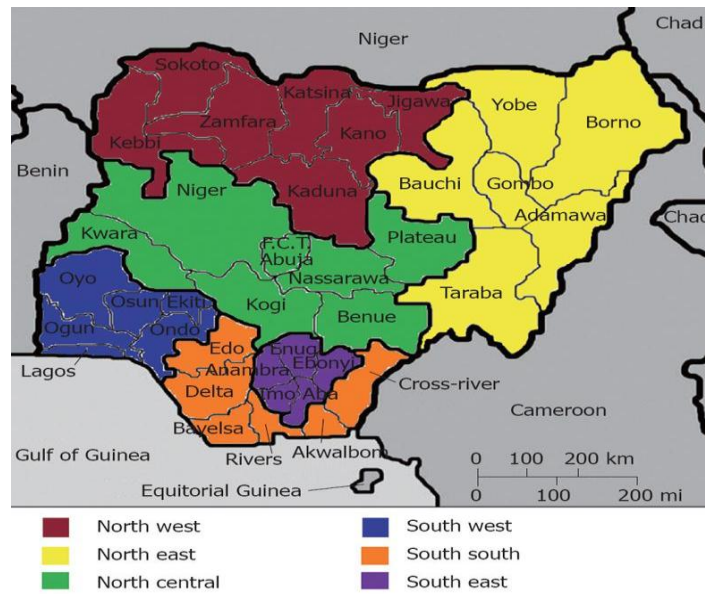 Niger
Chad
Sokoto
Katsina
Jigawa
Yobe
Zamfara
Kano
Borno
Kebbi
Benin
Niger
Kaduna
Bauchi
Gombo
Adamawa
Chad
Kwara
F.C.T.
Abuja
Plateau
Nassarawa
Oyo
Taraba
Osun
Ekiti
Kogi
Benue
Ogun
Ondo
Edo
Enugu
Ebonyi
Lagos
Anambra
Cross-river
Delta
Imo
Aba
Cameroon
Bayelsa
Gulf of Guinea
Rivers
Akwalbom
0 100 200 km
Equitorial Guinea
0 100 200 mi
North west
South west
North east
South south
North central
South east